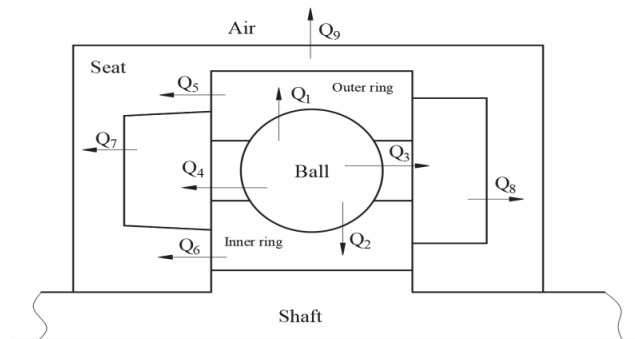 Air
Q9
Seat
Q5
Outer ring
Q1
Q7
Q4
Ball
Q3
Q8
Q6
Inner ring
Q2
Shaft